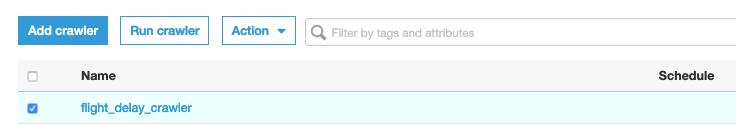 Add crawler Run crawler Action Filter by tags and attributes
Name Schedule
flight_delay_crawler